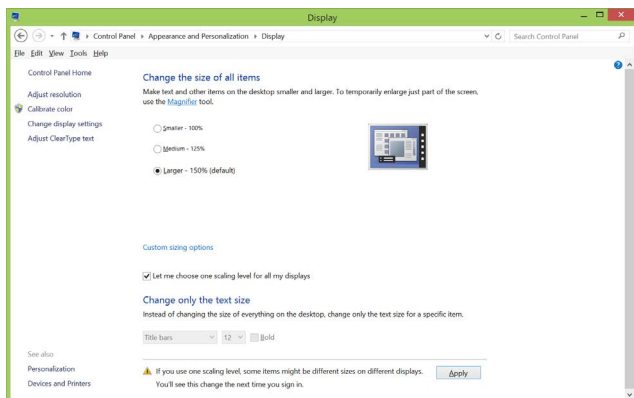 Display
Control Panel Appearance and Personalization Display
Search Control Panel
File Edit View Tools Help
Control Panel Home
Adjust resolution
Calibrate color
Change display settings
Adjust ClearType text
See also
Personalization
Devices and Printers
Change the size of all items
Make text and other items on the desktop smaller and larger. To temporarily enlarge just part of the screen,
use the Magnifier tool.
Smaller - 100%
Medium - 125%
Larger - 150% (default)
Custom sizing options
Let me choose one scaling level for all my displays
Change only the text size
Instead of changing the size of everything on the desktop, change only the text size for a specific item.
Title bars 12 Bold
If you use one scaling level, some items might be different sizes on different displays.
You'll see this change the next time you sign in.
Apply